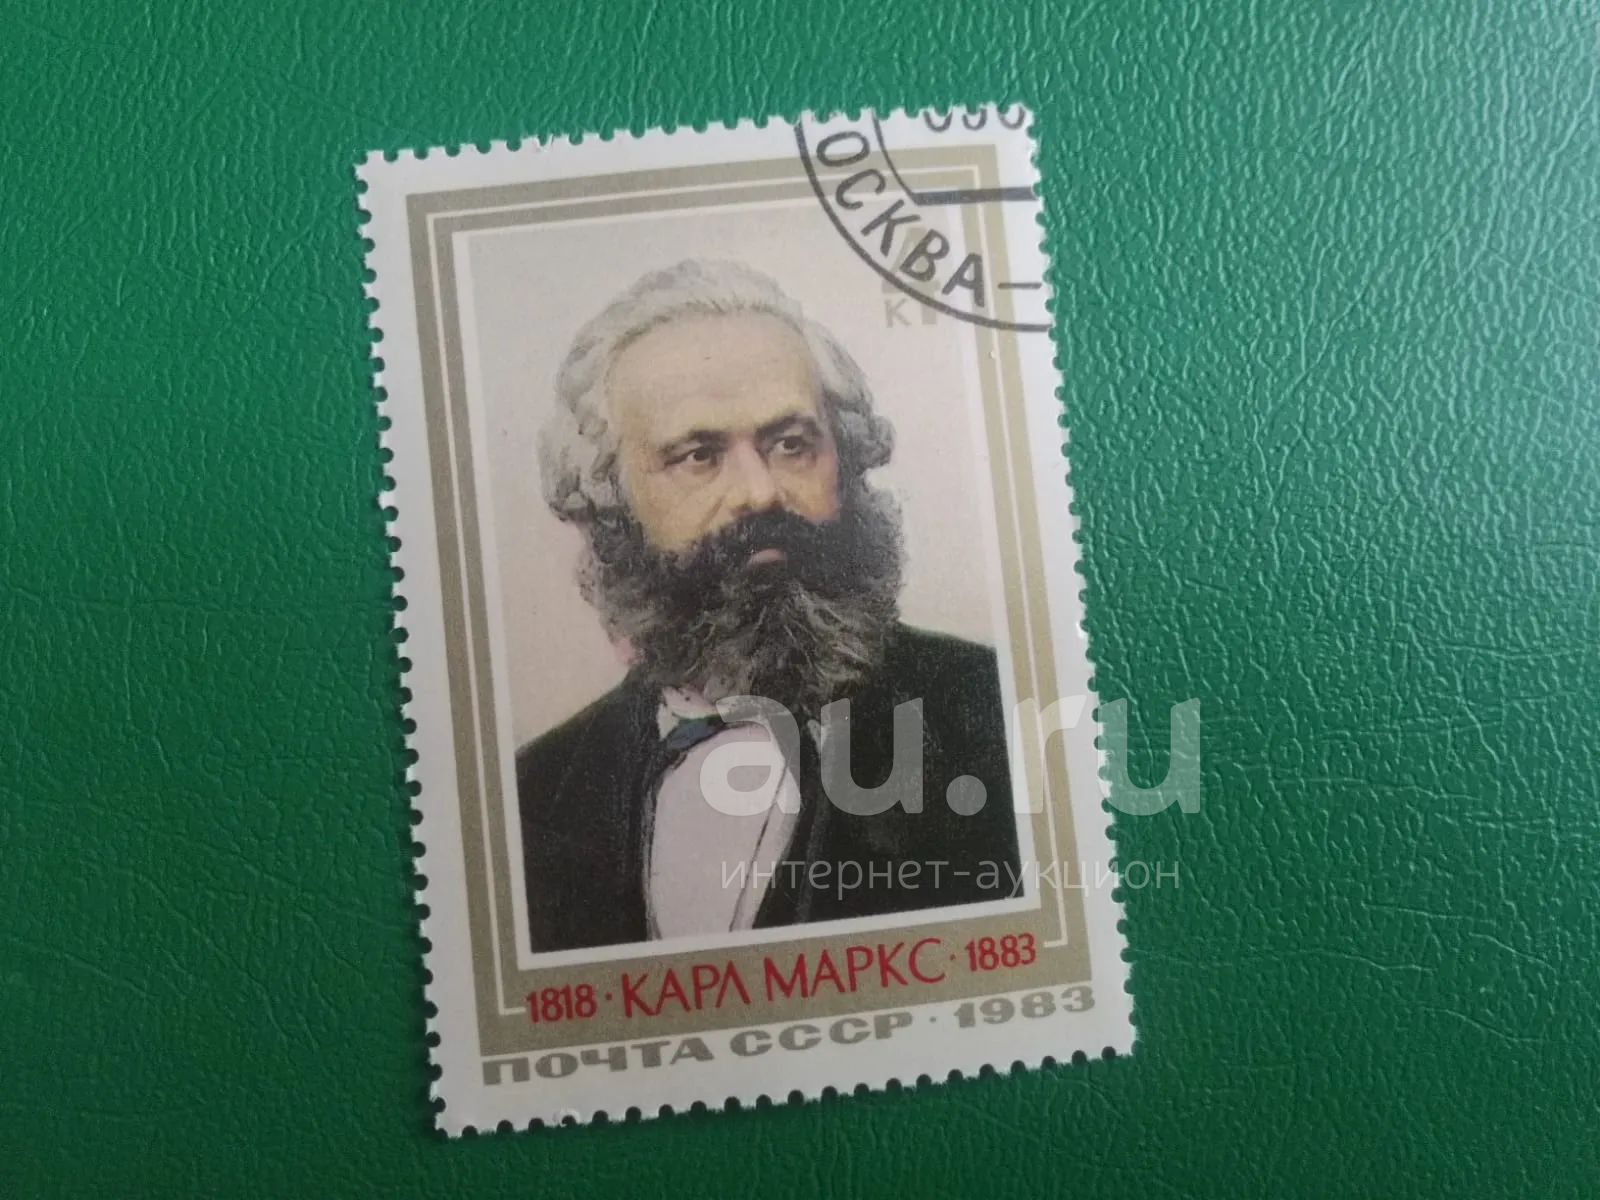 ОСКВА —
К
1818 · КАРЛ МАРКС · 1883
ПОЧТА СССР · 1983
au.ru
интернет-аукцион